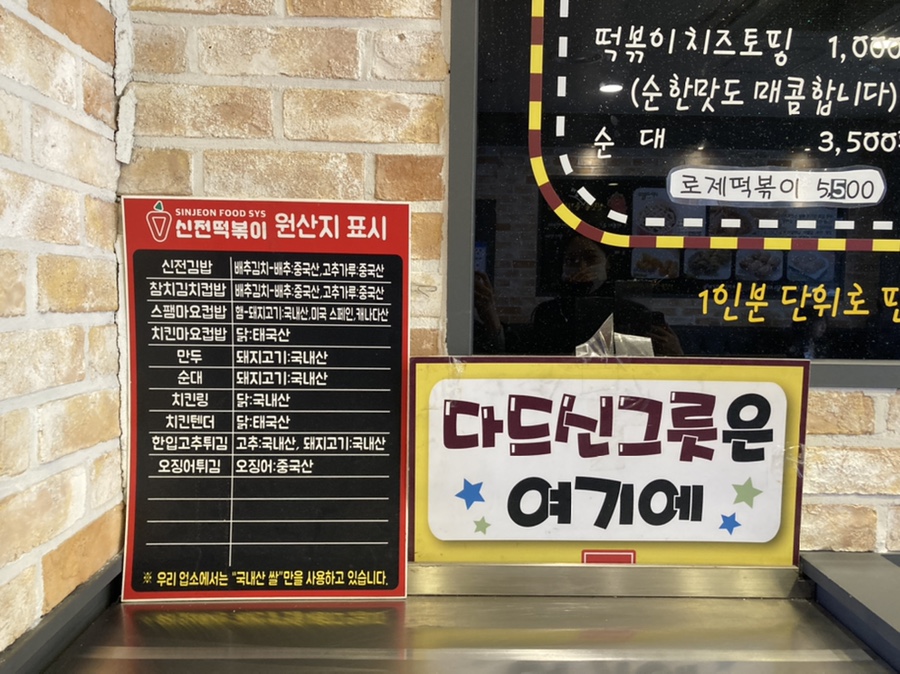 떡볶이치즈토핑 1,000
(순한맛도 매콤합니다)
순 대 3,500
로제떡볶이 5,500
1인분 단위로
SINJEON FOOD SYS
신전떡볶이 원산지 표시
신전김밥 배추김치-배추:중국산,고추가루:중국산
참치김치컵밥 배추김치-배추:중국산,고추가루:중국산
스팸마요컵밥 햄-돼지고기:국내산,미국 스페인,캐나다산
치킨마요컵밥 닭:태국산
만두 돼지고기:국내산
순대 돼지고기:국내산
치킨링 닭:국내산
치킨텐더 닭:태국산
한입고추튀김 고추:국내산, 돼지고기:국내산
오징어튀김 오징어:중국산
※ 우리 업소에서는 "국내산 쌀"만을 사용하고 있습니다.
다드신그릇은
여기에